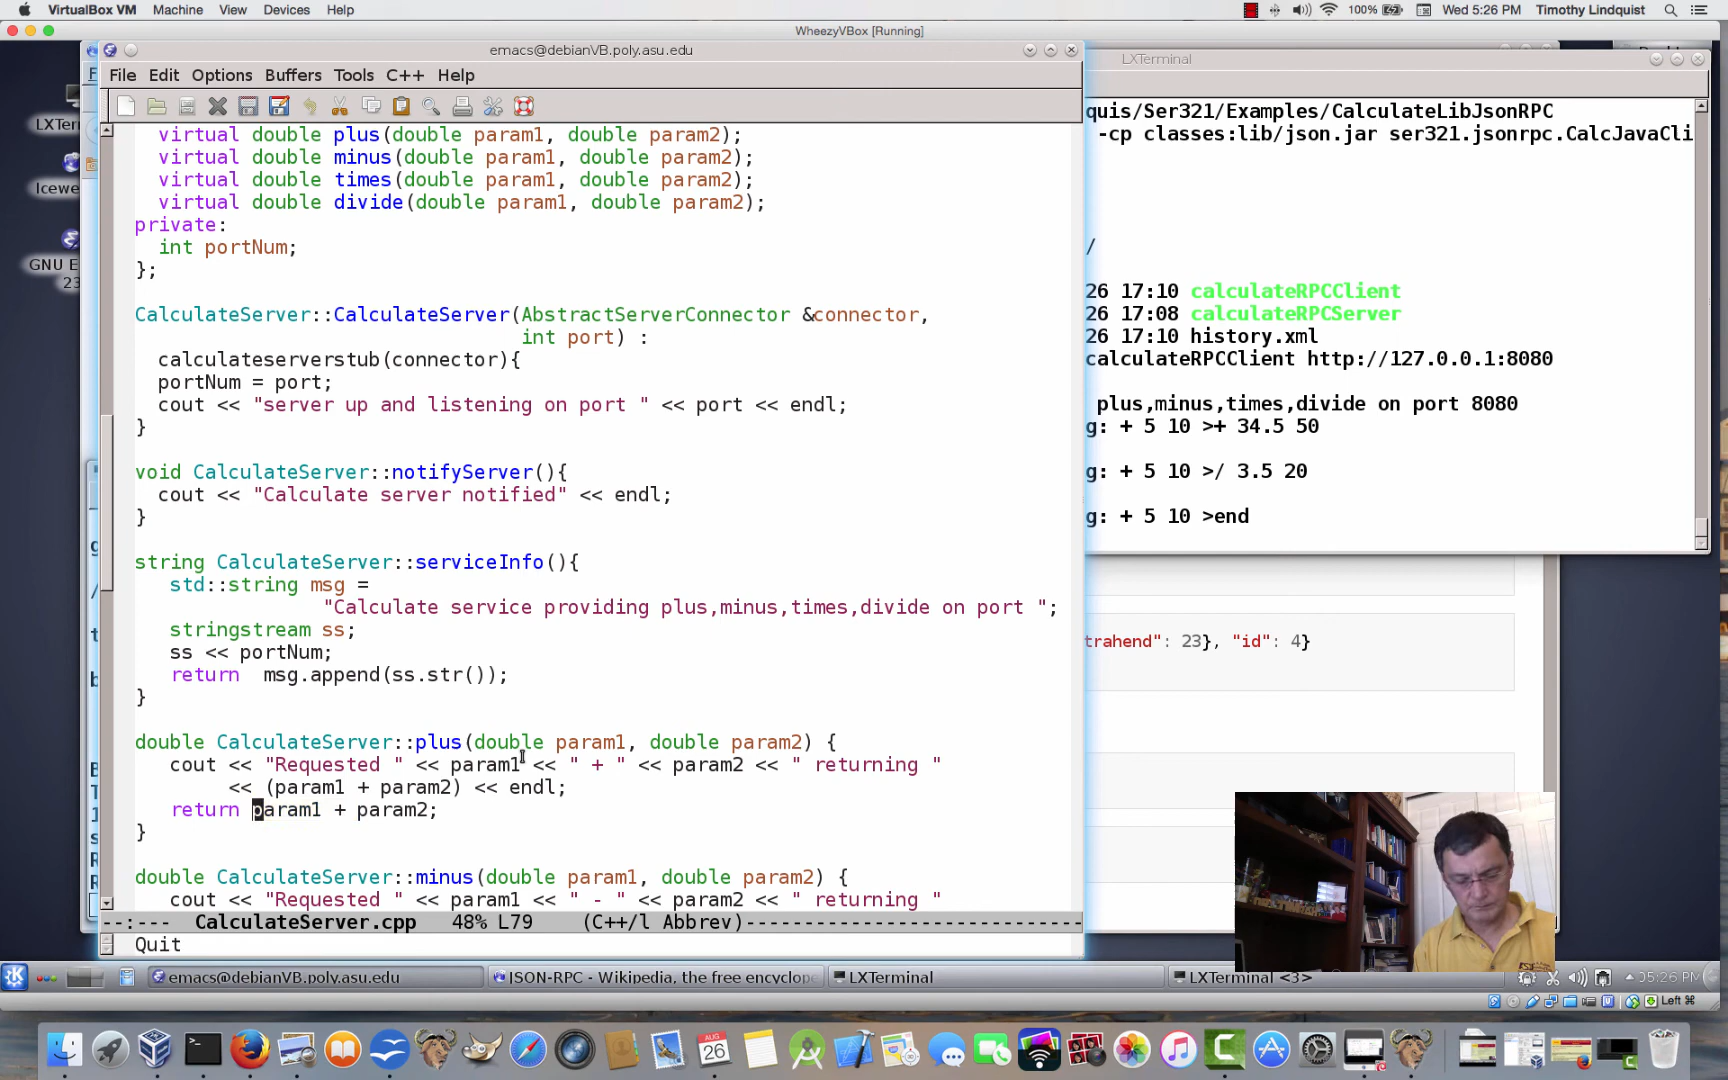 VirtualBox VM Machine View Devices Help
100% Wed 5:26 PM Timothy Lindquist
WheezyVBox [Running]
emacs@debianVB.poly.asu.edu
File Edit Options Buffers Tools C++ Help
virtual double plus(double param1, double param2);
virtual double minus(double param1, double param2);
virtual double times(double param1, double param2);
virtual double divide(double param1, double param2);
private:
int portNum;
};
CalculateServer::CalculateServer(AbstractServerConnector &connector,
int port) :
calculateserverstub(connector){
portNum = port;
cout << "server up and listening on port " << port << endl;
}
void CalculateServer::notifyServer(){
cout << "Calculate server notified" << endl;
}
string CalculateServer::serviceInfo(){
std::string msg =
"Calculate service providing plus,minus,times,divide on port ";
stringstream ss;
ss << portNum;
return msg.append(ss.str());
}
double CalculateServer::plus(double param1, double param2) {
cout << "Requested " << param1 << " + " << param2 << " returning "
<< (param1 + param2) << endl;
return param1 + param2;
}
double CalculateServer::minus(double param1, double param2) {
cout << "Requested " << param1 << " - " << param2 << " returning "
--:--- CalculateServer.cpp 48% L79 (C++/l Abbrev)
Quit
LXTerminal
quis/Ser321/Examples/CalculateLibJsonRPC
-cp classes:lib/json.jar ser321.jsonrpc.CalcJavaCli
/
26 17:10 calculateRPCClient
26 17:08 calculateRPCServer
26 17:10 history.xml
calculateRPCClient http://127.0.0.1:8080
plus,minus,times,divide on port 8080
g: + 5 10 >+ 34.5 50
g: + 5 10 >/ 3.5 20
g: + 5 10 >end
trahend": 23}, "id": 4}
LXTer
Icewe
GNU E
23
emacs@debianVB.poly.asu.edu
JSON-RPC - Wikipedia, the free encyclop
LXTerminal
LXTerminal <3>
05:26 PM
Left ⌘
AUG
26